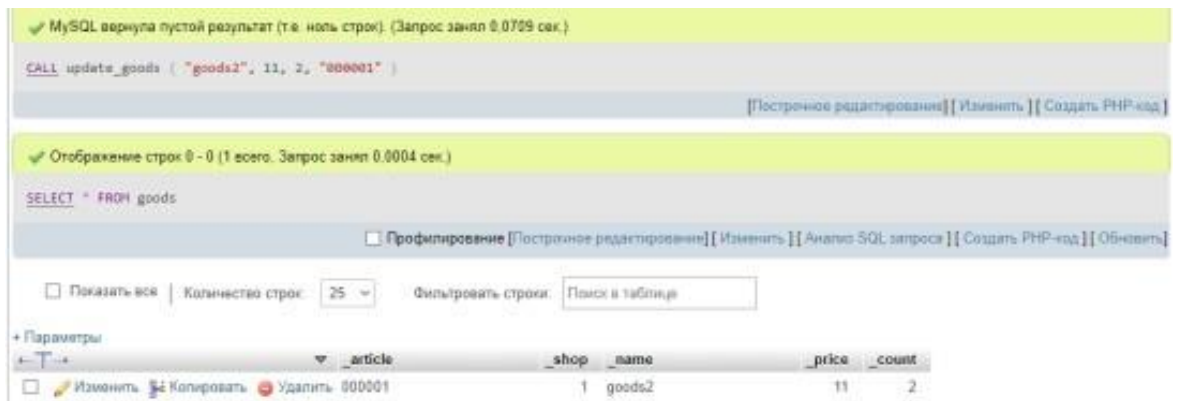 MySQL вернула пустой результат (т.е. ноль строк). (Запрос занял 0,0709 сек.)
CALL update_goods ( "goods2", 11, 2, "000001" )
[Построчное редактирование] [ Изменить ] [ Создать PHP-код ]
Отображение строк 0 - 0 (1 всего. Запрос занял 0,0004 сек.)
SELECT * FROM goods
Профилирование [Построчное редактирование] [ Изменить ] [ Анализ SQL запроса ] [ Создать PHP-код ] [ Обновить]
Показать все | Количество строк: 25 Фильтровать строки: Поиск в таблице
+ Параметры
←T→ ▼ _article _shop _name _price _count
Изменить Копировать Удалить 000001 1 goods2 11 2